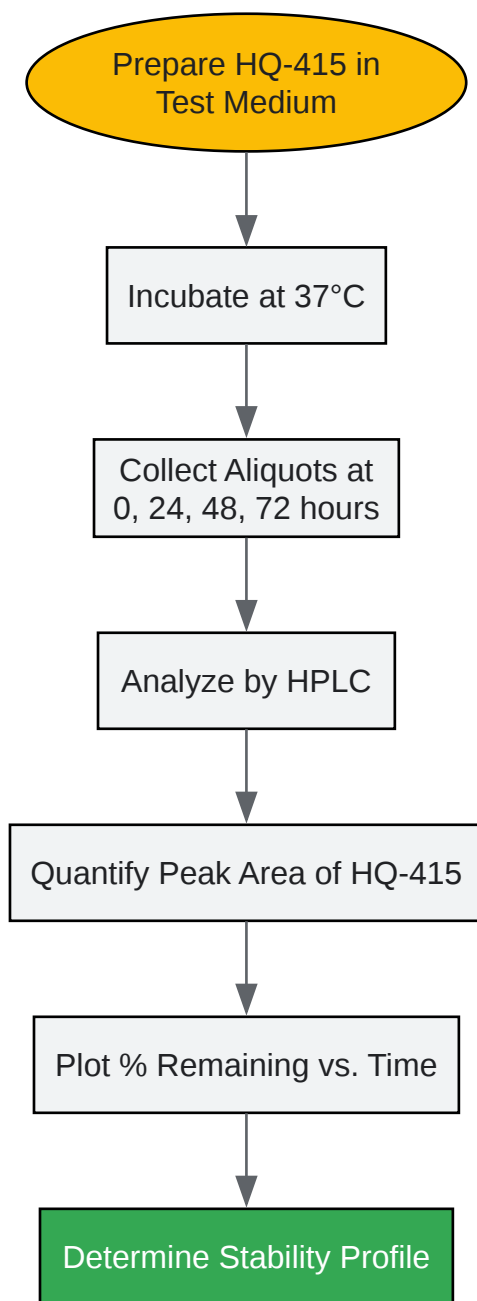 Prepare HQ-415 in
Test Medium
Incubate at 37°C
Collect Aliquots at
0, 24, 48, 72 hours
Analyze by HPLC
Quantify Peak Area of HQ-415
Plot % Remaining vs. Time
Determine Stability Profile